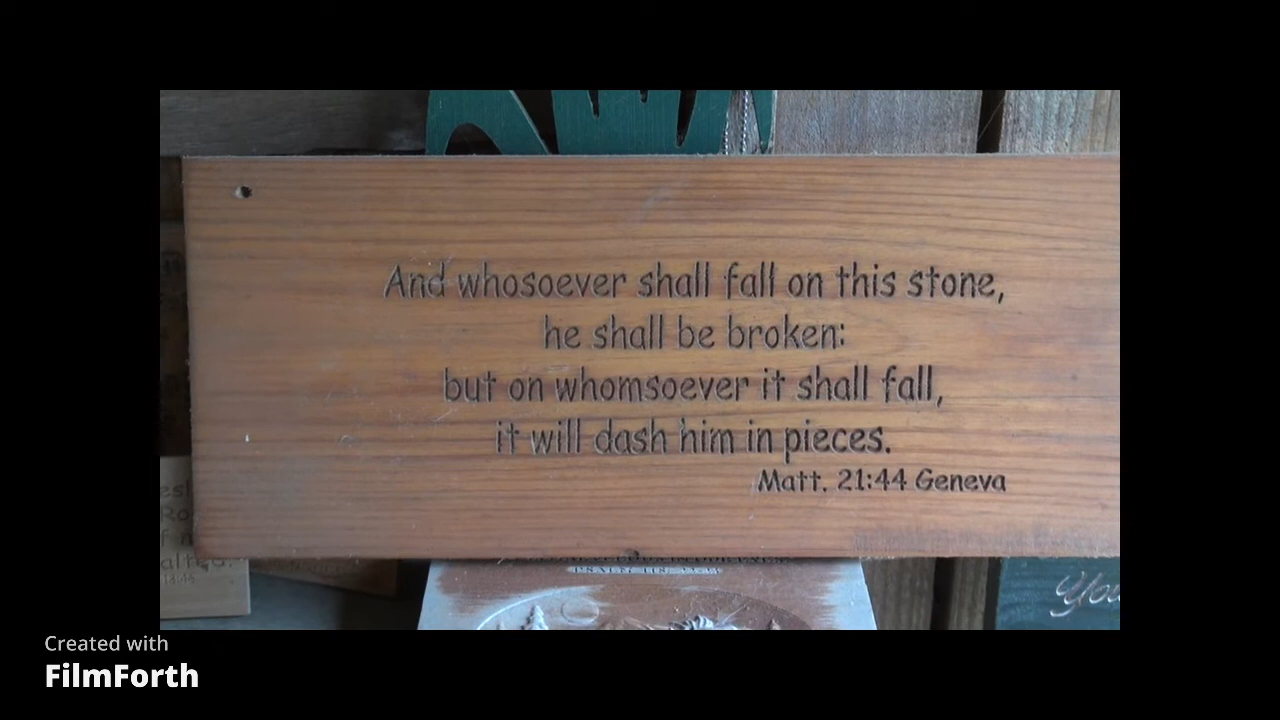 And whosoever shall fall on this stone,
he shall be broken:
but on whomsoever it shall fall,
it will dash him in pieces.
Matt. 21:44 Geneva
You
Created with
FilmForth